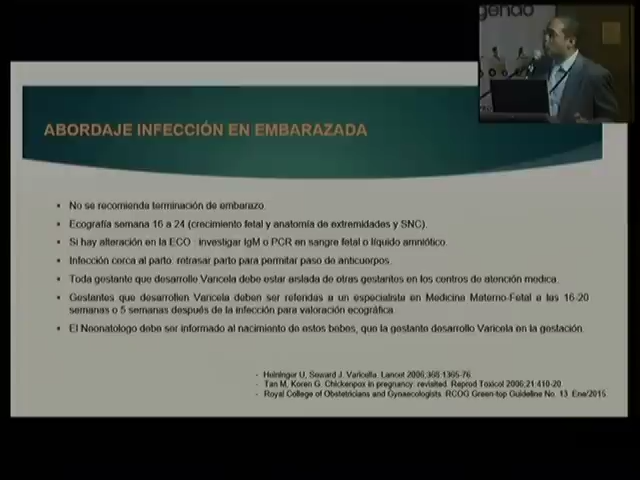 gendo
ABORDAJE INFECCIÓN EN EMBARAZADA
No se recomienda terminación de embarazo.
Ecografía semana 16 a 24 (crecimiento fetal y anatomía de extremidades y SNC).
Si hay alteración en la ECO : investigar IgM o PCR en sangre fetal o líquido amniótico.
Infección cerca al parto: retrasar parto para permitar paso de anticuerpos.
Toda gestante que desarrolle Varicela debe estar aislada de otras gestantes en los centros de atención medica.
Gestantes que desarrollen Varicela deben ser referidas a un especialista en Medicina Materno-Fetal a las 16-20
semanas o 5 semanas después de la infección para valoración ecográfica.
El Neonatologo debe ser informado al nacimiento de estos bebes, que la gestante desarrollo Varicela en la gestación.
- Heininger U, Seward J. Varicella. Lancet 2006;368:1365-76.
- Tan M, Koren G. Chickenpox in pregnancy: revisited. Reprod Toxicol 2006;21:410-20.
- Royal College of Obstetricians and Gynaecologists. RCOG Green-top Guideline No. 13. Ene/2015.